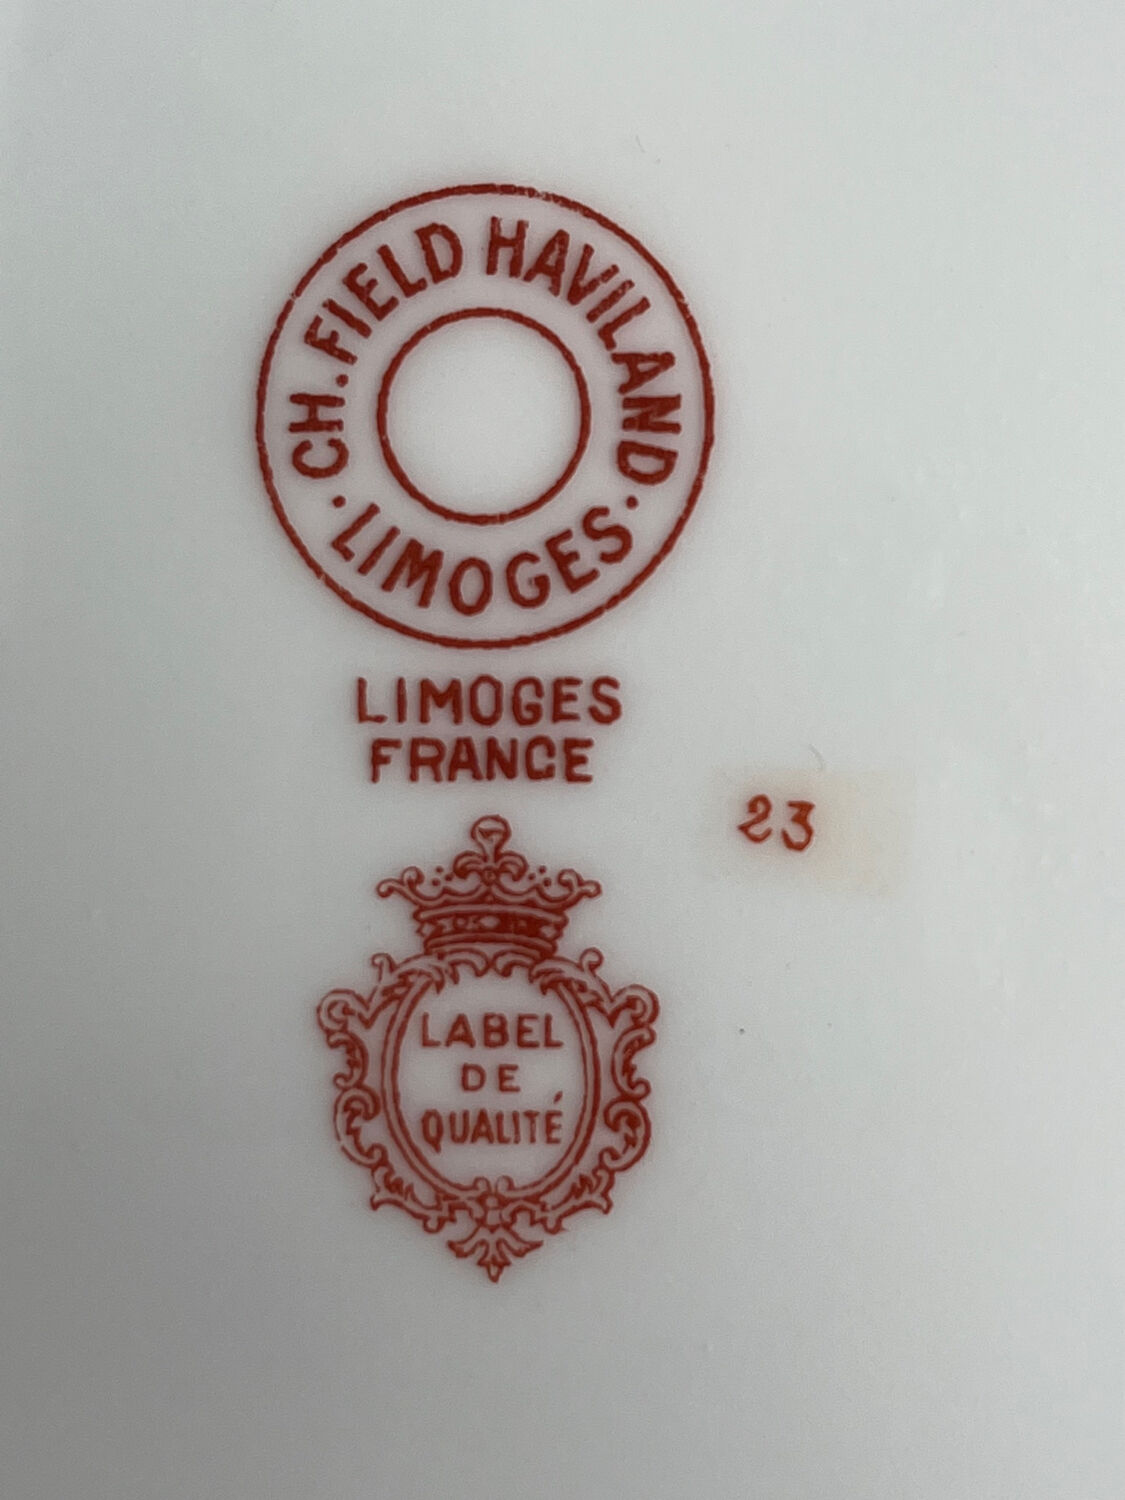 CH. FIELD HAVILAND
· LIMOGES ·
LIMOGES
FRANCE
23
LABEL
DE
QUALITÉ